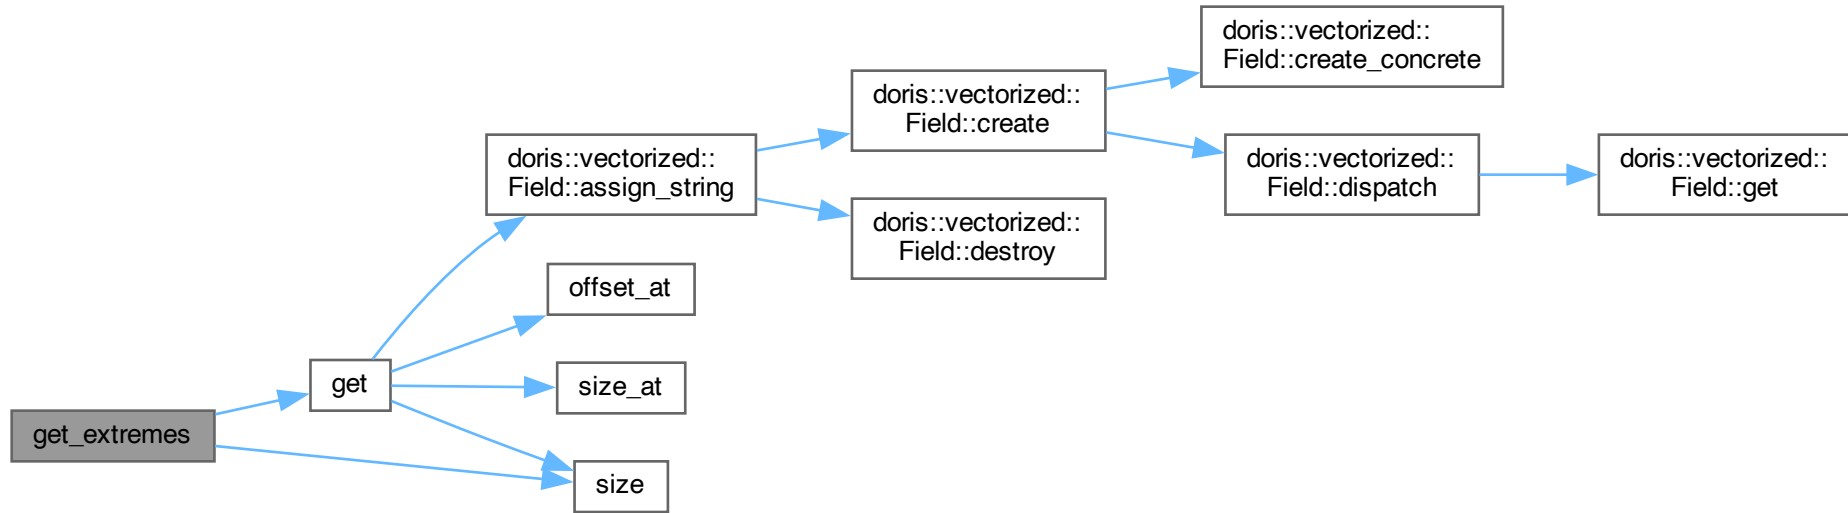 doris::vectorized::
Field::create_concrete
doris::vectorized::
Field::create
doris::vectorized::
Field::assign_string
doris::vectorized::
Field::dispatch
doris::vectorized::
Field::get
doris::vectorized::
Field::destroy
offset_at
get
size_at
get_extremes
size